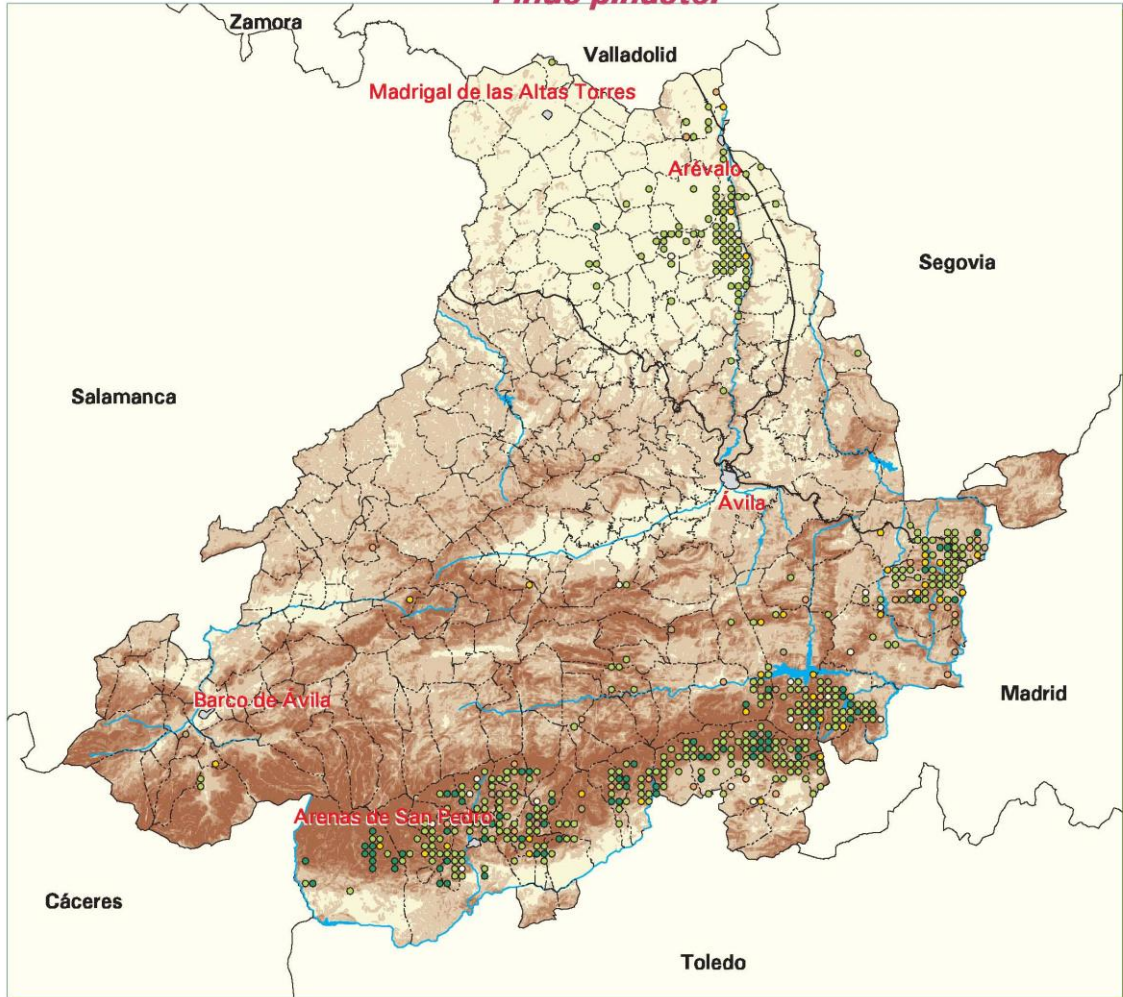 Pinus pinaster
Zamora
Valladolid
Madrigal de las Altas Torres
Arévalo
Segovia
Salamanca
Ávila
Barco de Ávila
Madrid
Arenas de San Pedro
Cáceres
Toledo